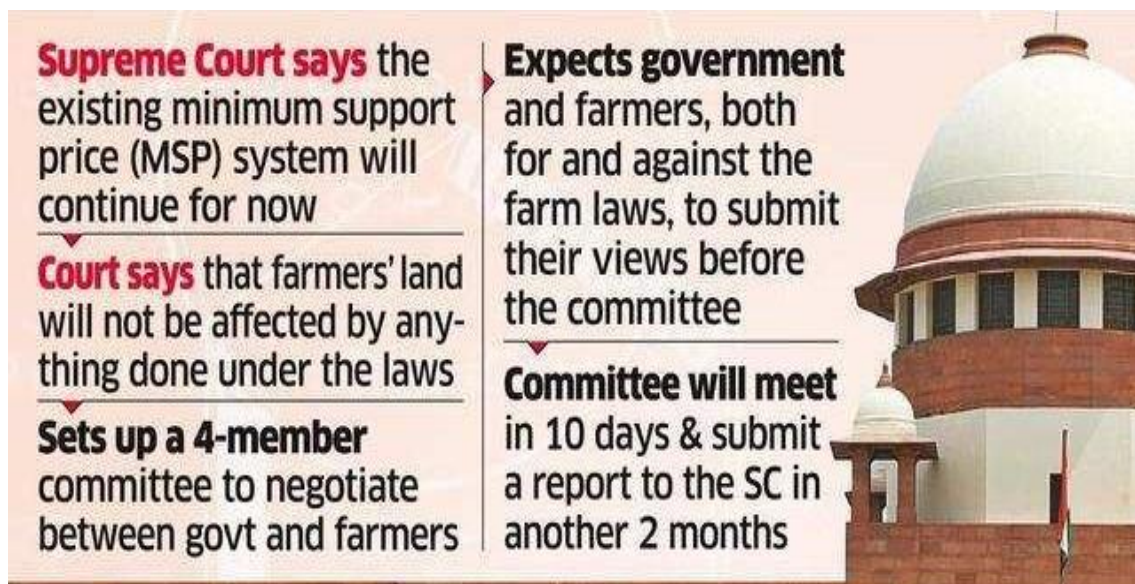 Supreme Court says the
existing minimum support
price (MSP) system will
continue for now
Court says that farmers' land
will not be affected by any-
thing done under the laws
Sets up a 4-member
committee to negotiate
between govt and farmers
Expects government
and farmers, both
for and against the
farm laws, to submit
their views before
the committee
Committee will meet
in 10 days & submit
a report to the SC in
another 2 months